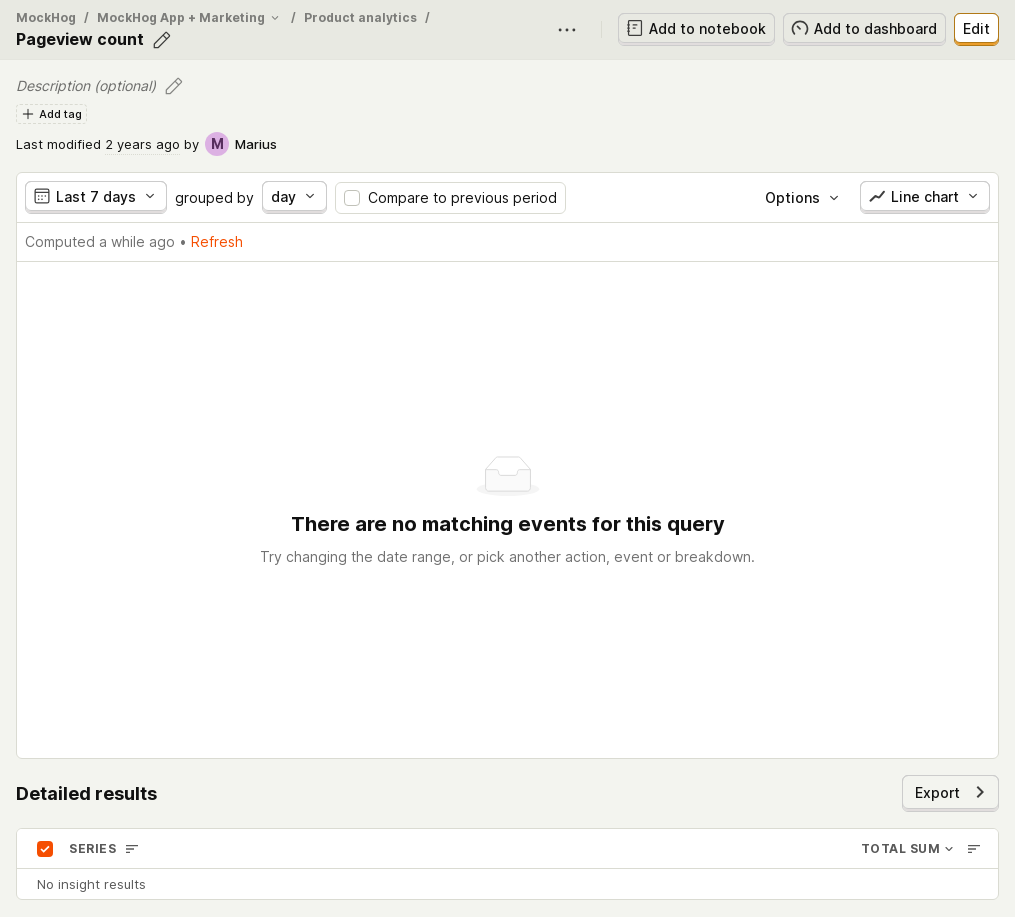 MockHog / MockHog App + Marketing / Product analytics /
Pageview count
Add to notebook
Add to dashboard
Edit
Description (optional)
Add tag
Last modified 2 years ago by M Marius
Last 7 days grouped by day Compare to previous period Options Line chart
Computed a while ago • Refresh
There are no matching events for this query
Try changing the date range, or pick another action, event or breakdown.
Detailed results
Export
SERIES TOTAL SUM
No insight results